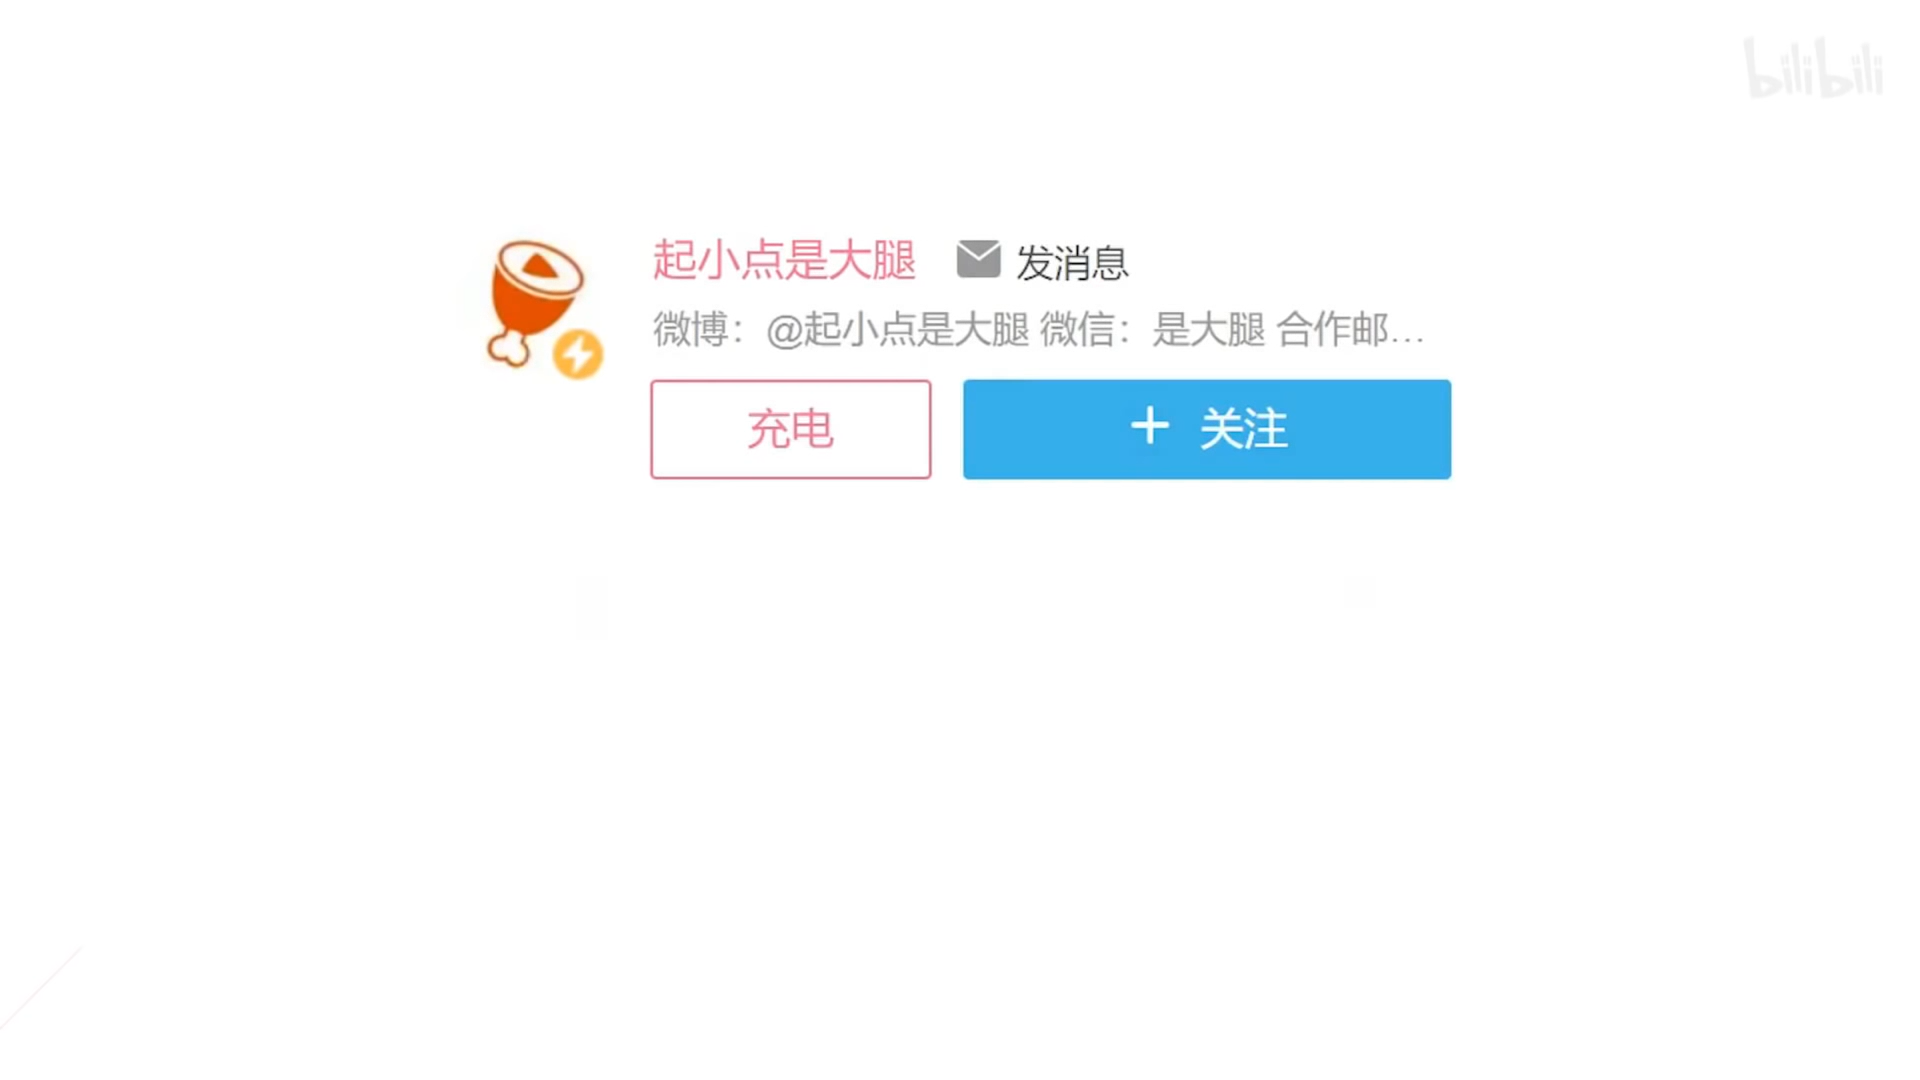 bilibili
起小点是大腿 发消息
微博：@起小点是大腿 微信：是大腿 合作邮...
充电 + 关注